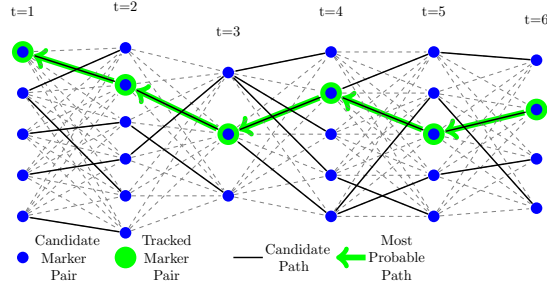 t=1
t=2
t=3
t=4
t=5
t=6
Candidate
Marker
Pair
Tracked
Marker
Pair
Candidate
Path
Most
Probable
Path